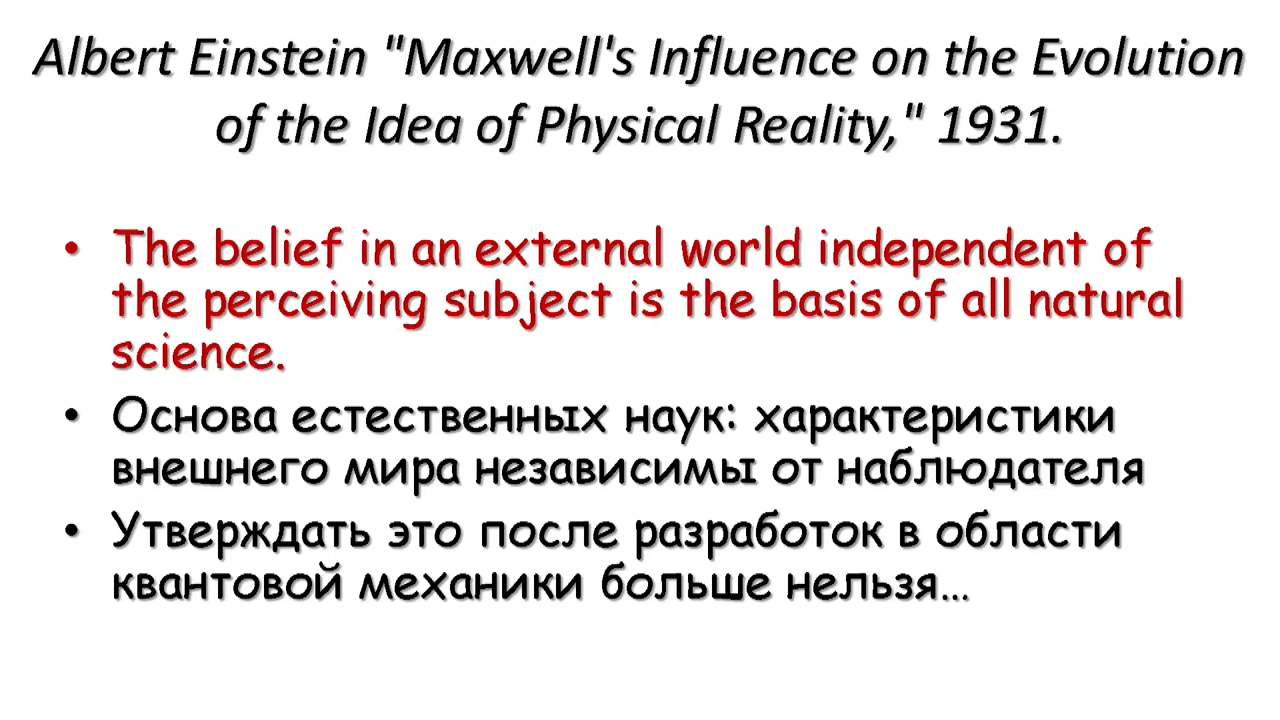 Albert Einstein "Maxwell's Influence on the Evolution
of the Idea of Physical Reality," 1931.
• The belief in an external world independent of
the perceiving subject is the basis of all natural
science.
• Основа естественных наук: характеристики
внешнего мира независимы от наблюдателя
• Утверждать это после разработок в области
квантовой механики больше нельзя…